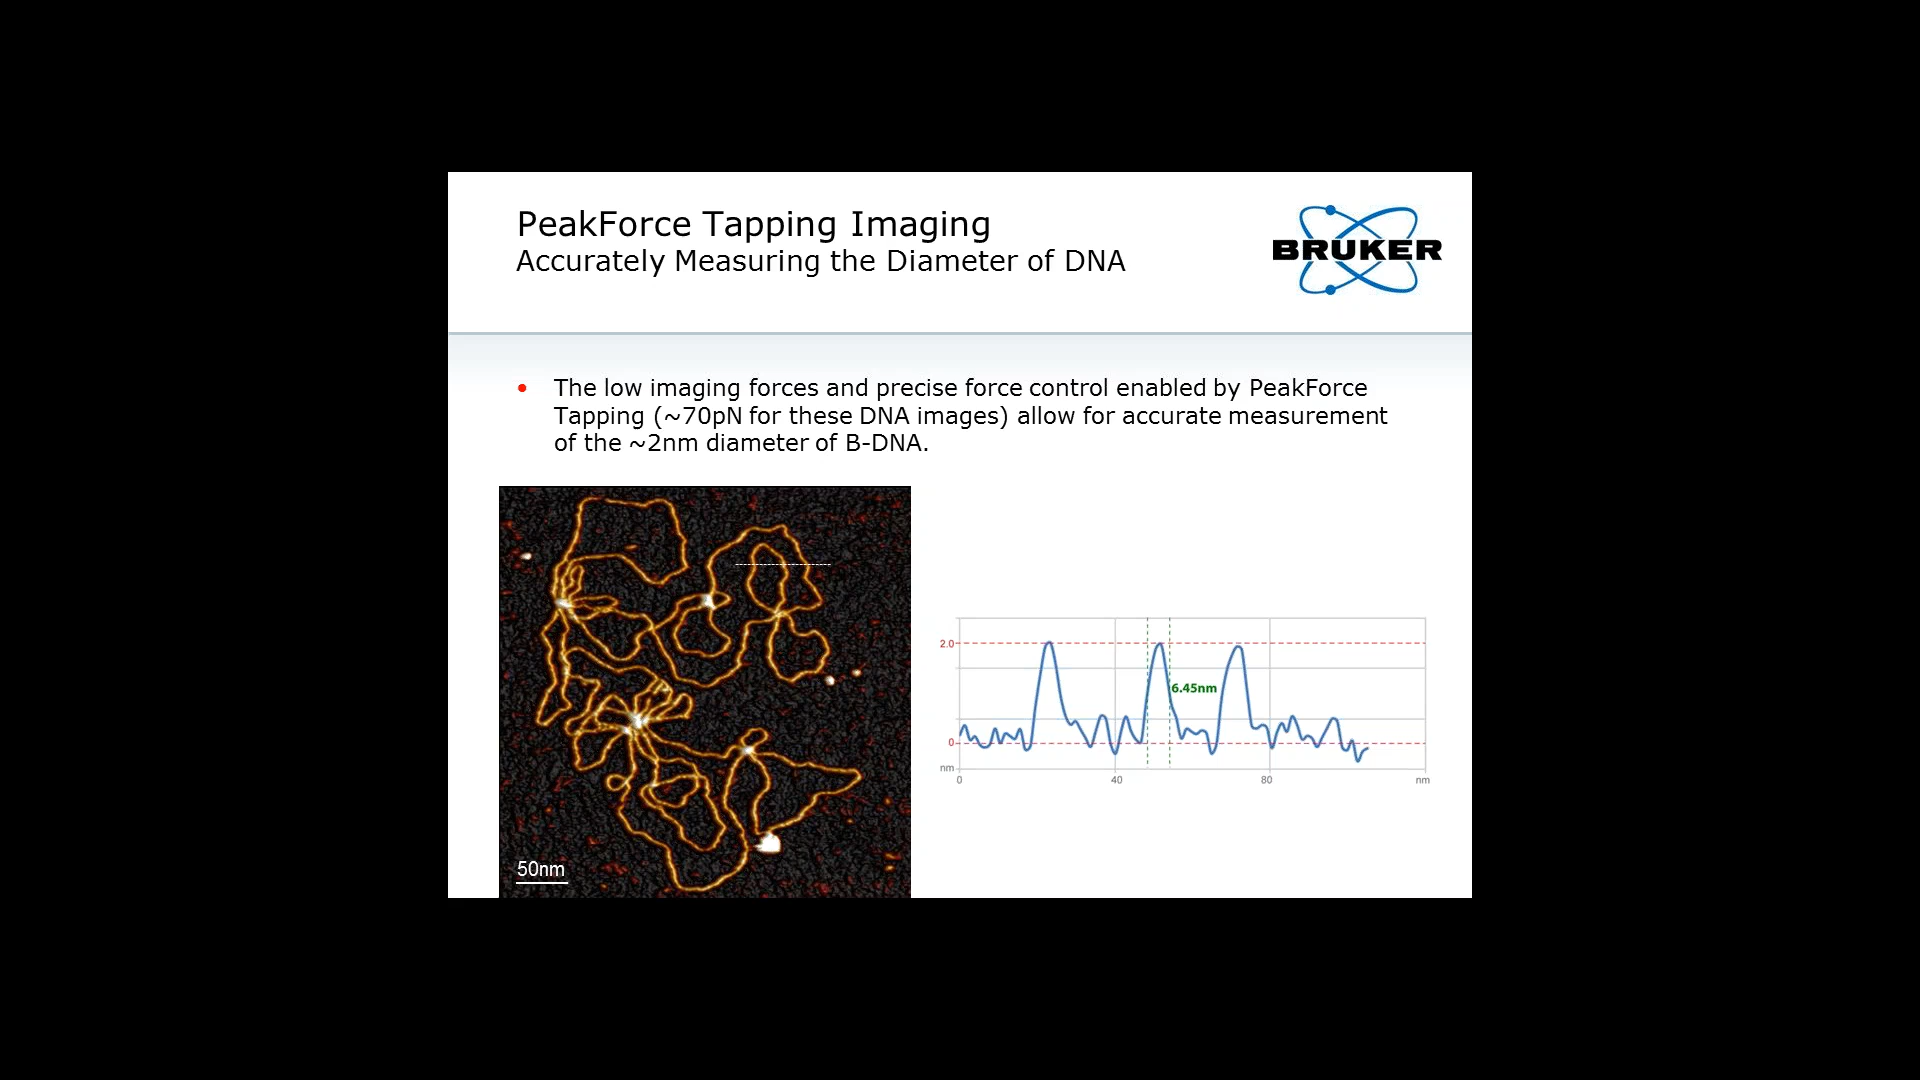 PeakForce Tapping Imaging
Accurately Measuring the Diameter of DNA
BRUKER
• The low imaging forces and precise force control enabled by PeakForce
Tapping (~70pN for these DNA images) allow for accurate measurement
of the ~2nm diameter of B-DNA.
50nm
2.0
6.45nm
0
nm
0 40 80 nm